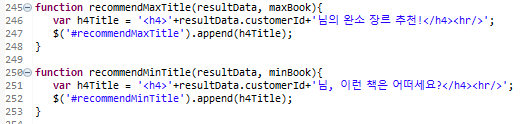 245 function recommendMaxTitle(resultData, maxBook){
246 var h4Title = '<h4>'+resultData.customerId+'님의 완소 장르 추천!</h4><hr/>';
247 $('#recommendMaxTitle').append(h4Title);
248 }
249
250 function recommendMinTitle(resultData, minBook){
251 var h4Title = '<h4>'+resultData.customerId+'님, 이런 책은 어떠세요?</h4><hr/>';
252 $('#recommendMinTitle').append(h4Title);
253 }